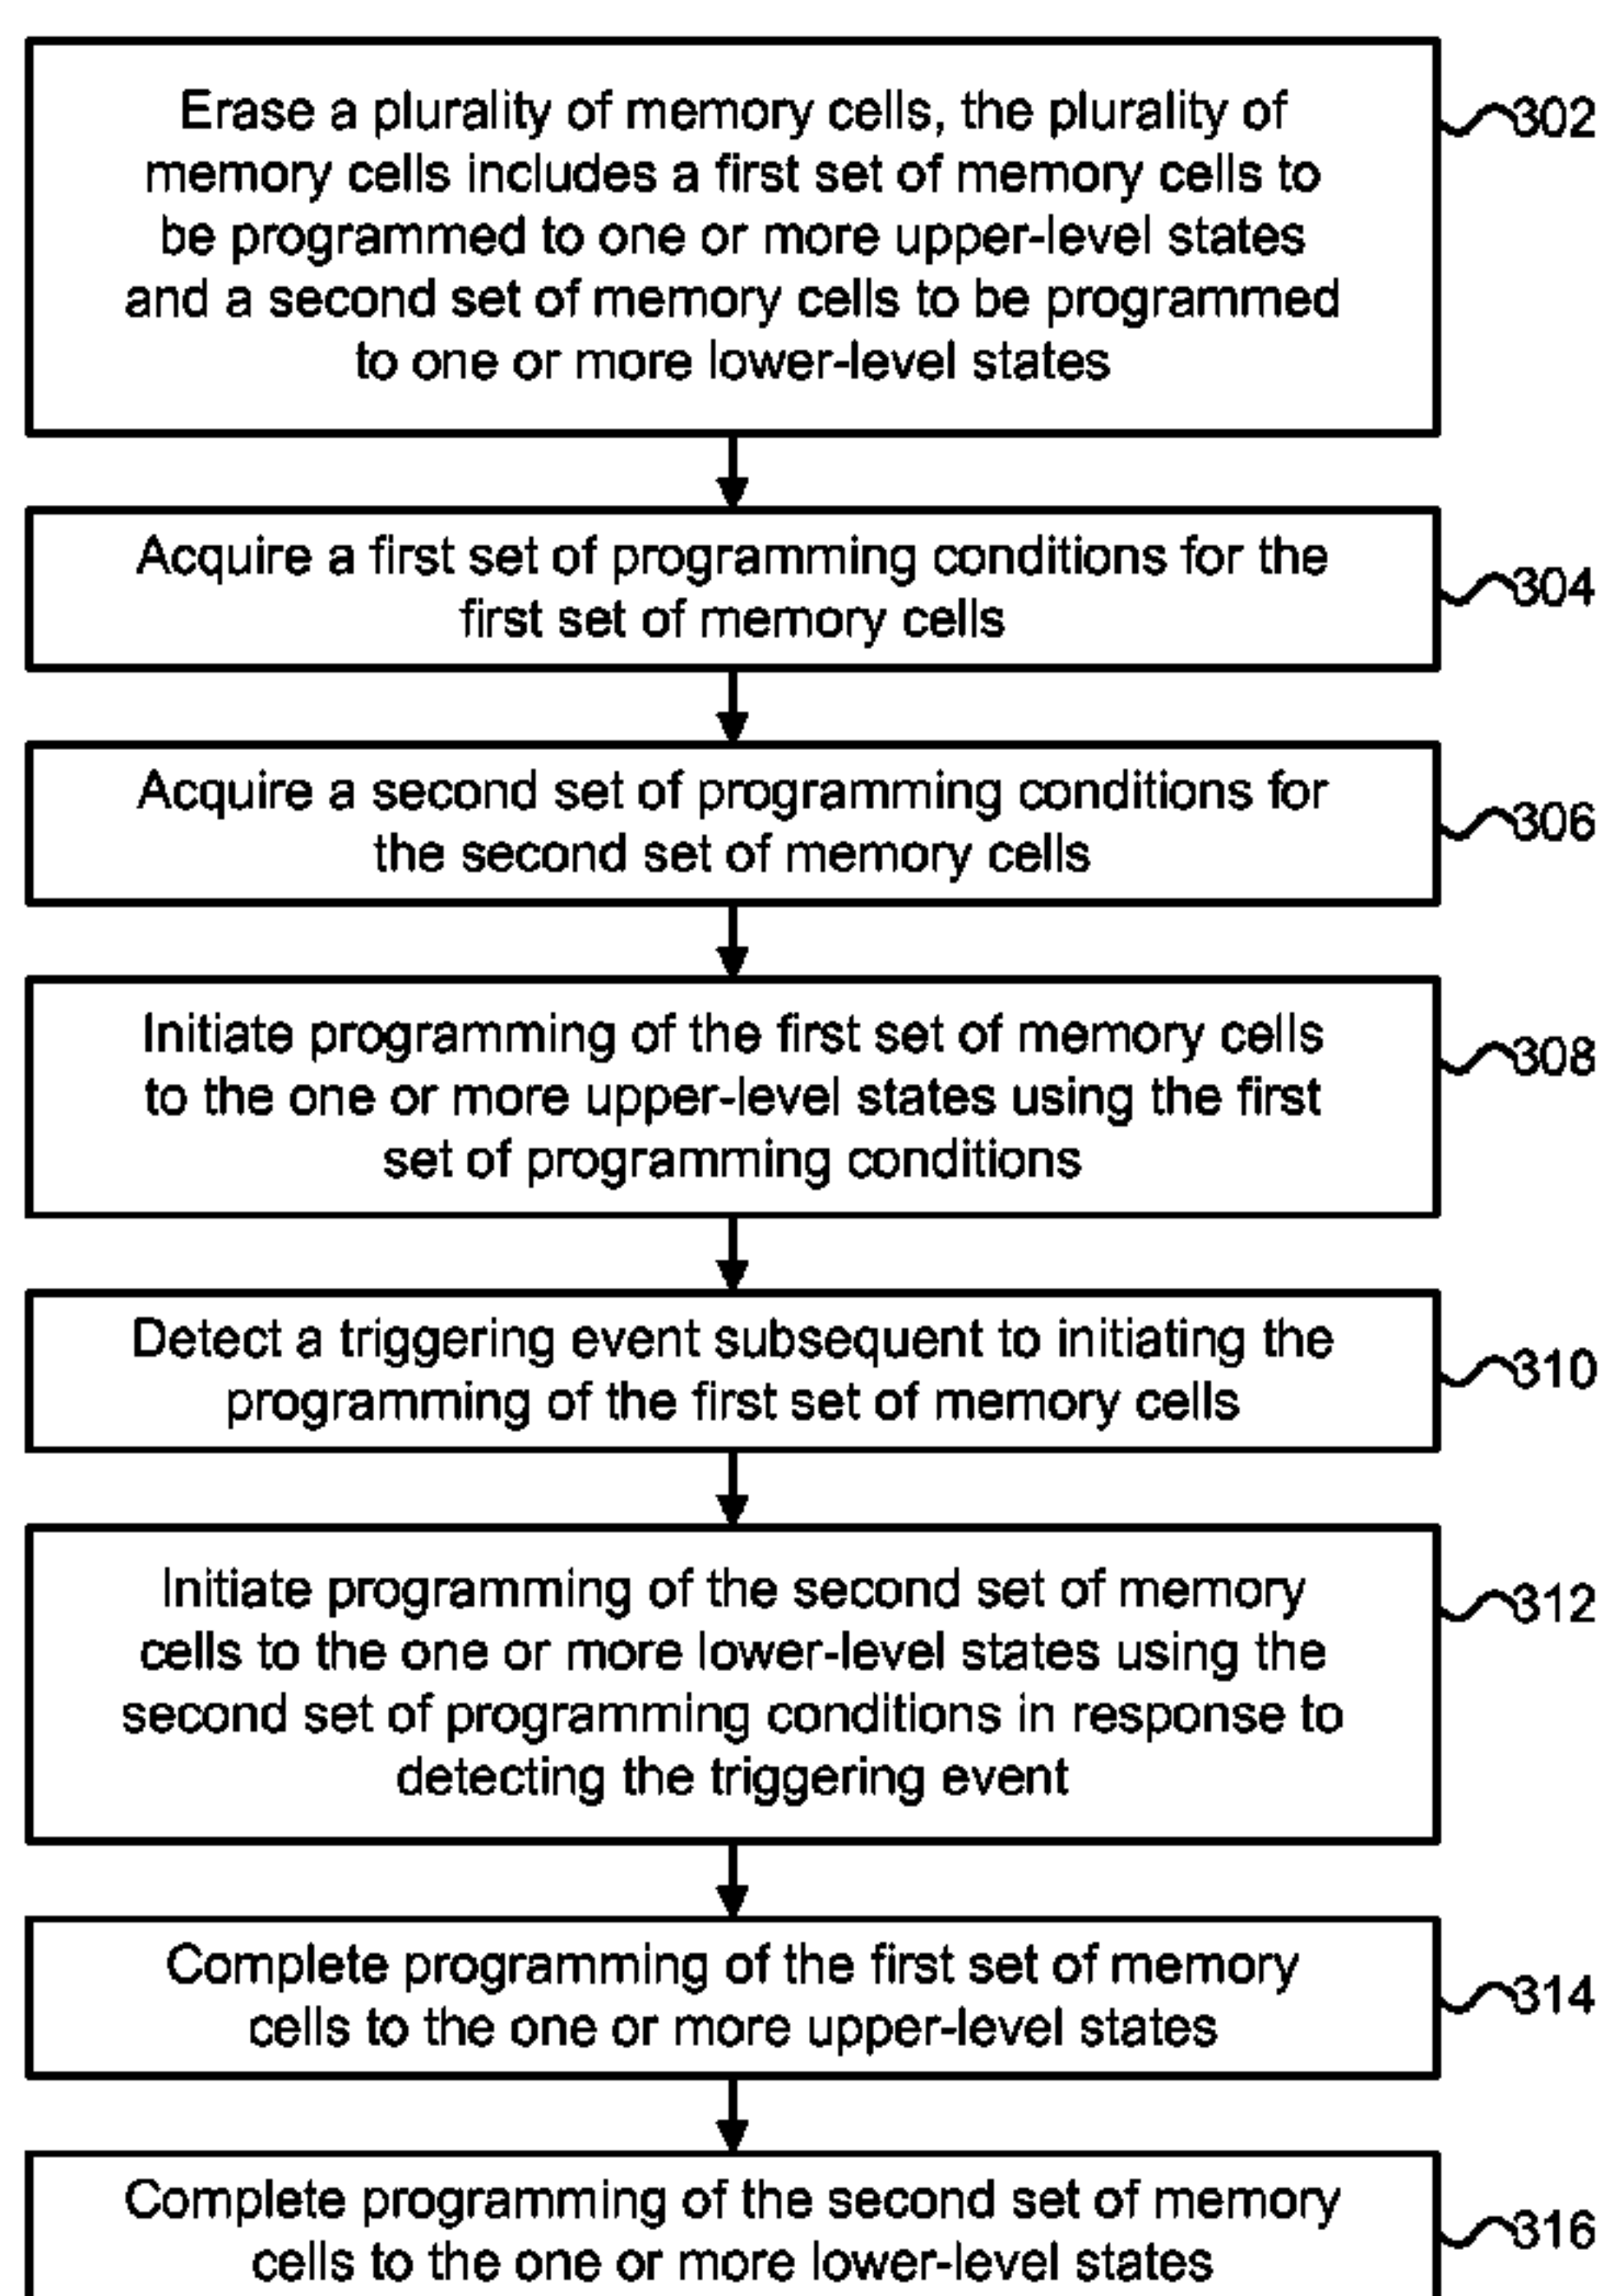 Erase a plurality of memory cells, the plurality of
memory cells includes a first set of memory cells to
be programmed to one or more upper-level states
and a second set of memory cells to be programmed
to one or more lower-level states
302
Acquire a first set of programming conditions for the
first set of memory cells
304
Acquire a second set of programming conditions for
the second set of memory cells
306
Initiate programming of the first set of memory cells
to the one or more upper-level states using the first
set of programming conditions
308
Detect a triggering event subsequent to initiating the
programming of the first set of memory cells
310
Initiate programming of the second set of memory
cells to the one or more lower-level states using the
second set of programming conditions in response to
detecting the triggering event
312
Complete programming of the first set of memory
cells to the one or more upper-level states
314
Complete programming of the second set of memory
cells to the one or more lower-level states
316